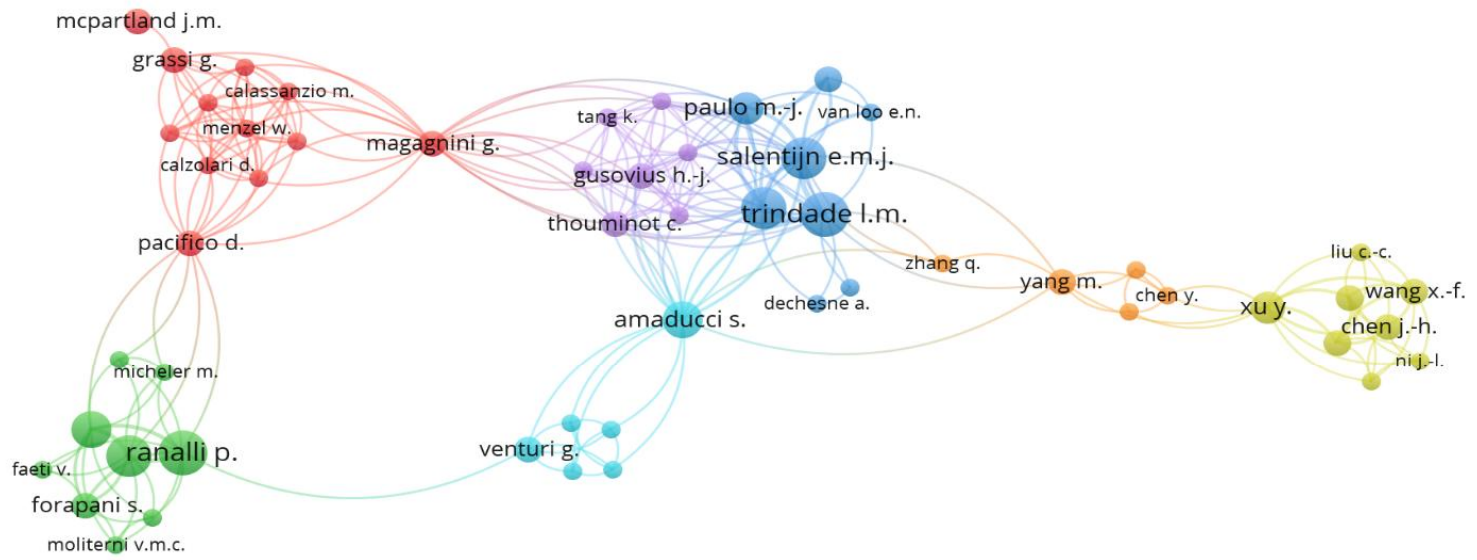 mcpartland j.m.
grassi g.
calassanzio m.
menzel w.
calzolari d.
magagnini g.
pacifico d.
tang k.
gusovius h.-j.
thouminot c.
paulo m.-j.
van loo e.n.
salentijn e.m.j.
trindade l.m.
dechesne a.
zhang q.
yang m.
chen y.
xu y.
liu c.-c.
wang x.-f.
chen j.-h.
ni j.-l.
amaducci s.
venturi g.
micheler m.
ranalli p.
faeti v.
forapani s.
moliterni v.m.c.